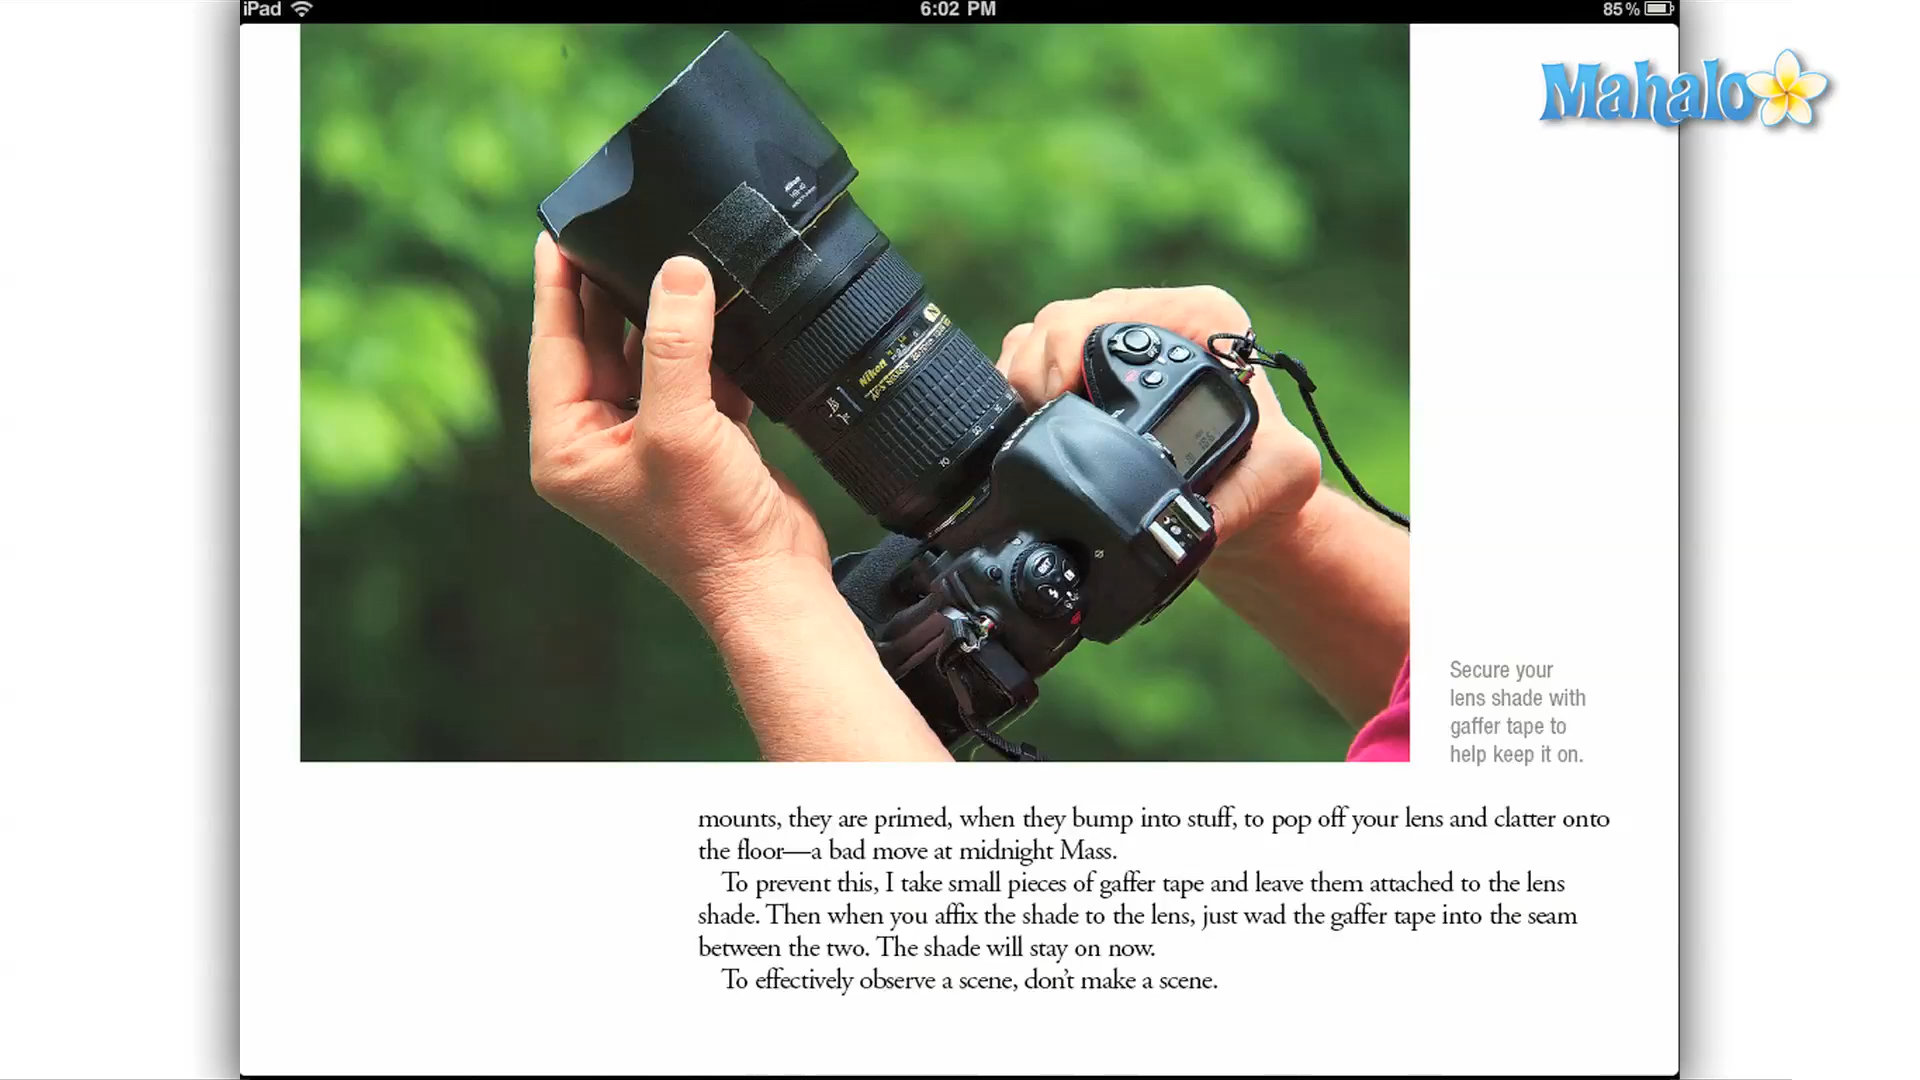 iPad
6:02 PM
85%
Mahalo
Nikon
Nikon
Secure your
lens shade with
gaffer tape to
help keep it on.
mounts, they are primed, when they bump into stuff, to pop off your lens and clatter onto
the floor—a bad move at midnight Mass.
To prevent this, I take small pieces of gaffer tape and leave them attached to the lens
shade. Then when you affix the shade to the lens, just wad the gaffer tape into the seam
between the two. The shade will stay on now.
To effectively observe a scene, don't make a scene.